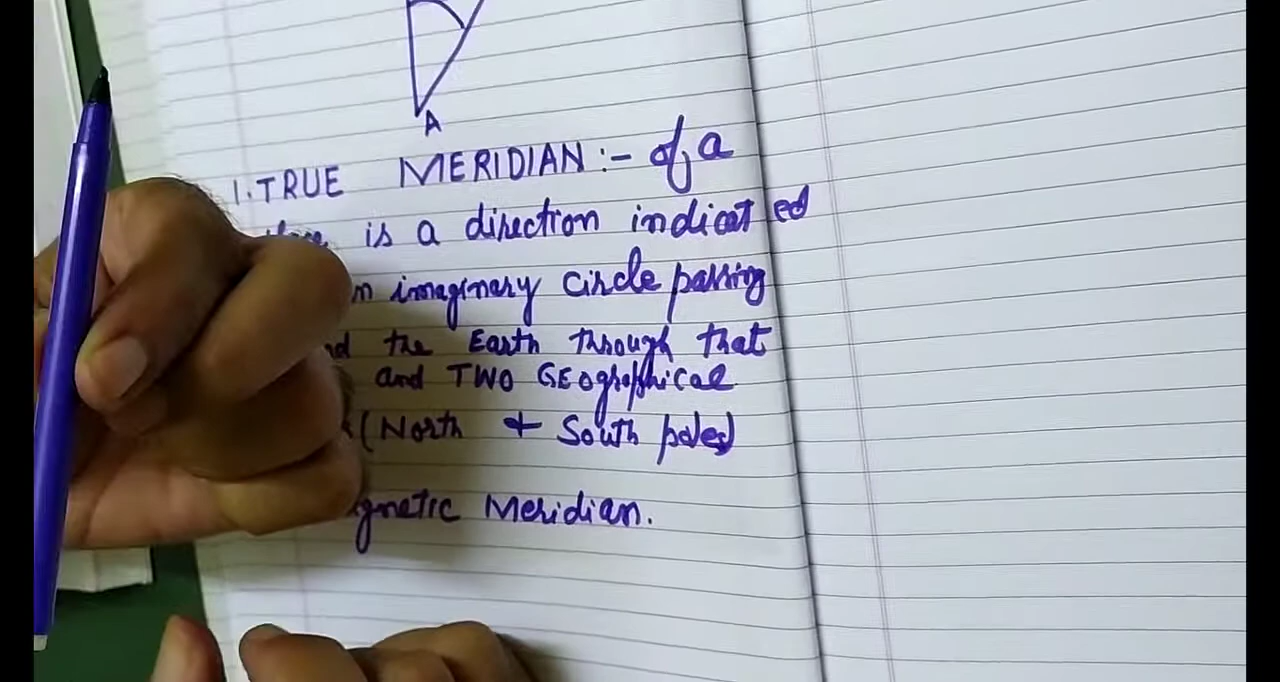 A
1. TRUE MERIDIAN :- of a
is a direction indicated
imaginary circle passing
the Earth through that
and TWO GEographical
(North + South poles)
Meridian.